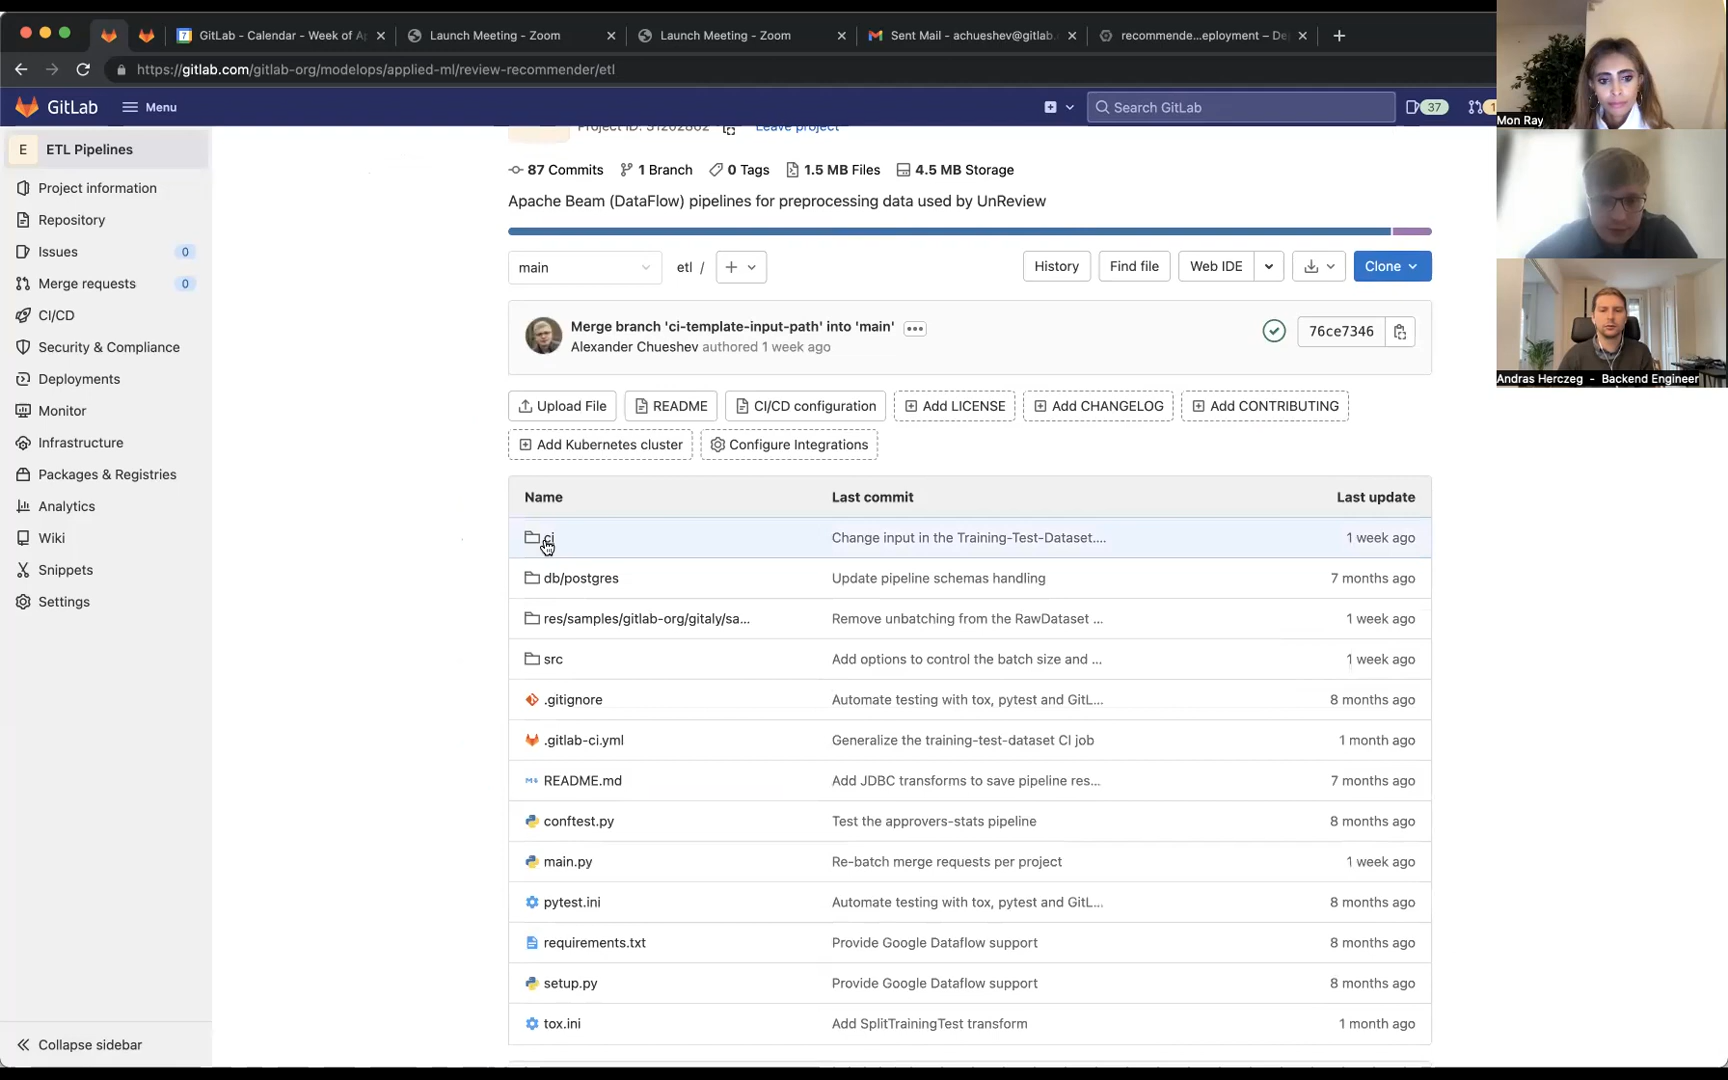 GitLab - Calendar - Week of A
Launch Meeting - Zoom
Launch Meeting - Zoom
Sent Mail - achueshev@gitlab.
recommende...eployment – De
https://gitlab.com/gitlab-org/modelops/applied-ml/review-recommender/etl
GitLab
Menu
Search GitLab
37
Mon Ray
Andras Herczeg - Backend Engineer
E ETL Pipelines
Project information
Repository
Issues 0
Merge requests 0
CI/CD
Security & Compliance
Deployments
Monitor
Infrastructure
Packages & Registries
Analytics
Wiki
Snippets
Settings
Collapse sidebar
Project ID: 31202862 Leave project
87 Commits 1 Branch 0 Tags 1.5 MB Files 4.5 MB Storage
Apache Beam (DataFlow) pipelines for preprocessing data used by UnReview
main etl / + History Find file Web IDE Clone
Merge branch 'ci-template-input-path' into 'main'
Alexander Chueshev authored 1 week ago
76ce7346
Upload File README CI/CD configuration Add LICENSE Add CHANGELOG Add CONTRIBUTING
Add Kubernetes cluster Configure Integrations
Name Last commit Last update
ci Change input in the Training-Test-Dataset.... 1 week ago
db/postgres Update pipeline schemas handling 7 months ago
res/samples/gitlab-org/gitaly/sa... Remove unbatching from the RawDataset ... 1 week ago
src Add options to control the batch size and ... 1 week ago
.gitignore Automate testing with tox, pytest and GitL... 8 months ago
.gitlab-ci.yml Generalize the training-test-dataset CI job 1 month ago
README.md Add JDBC transforms to save pipeline res... 7 months ago
conftest.py Test the approvers-stats pipeline 8 months ago
main.py Re-batch merge requests per project 1 week ago
pytest.ini Automate testing with tox, pytest and GitL... 8 months ago
requirements.txt Provide Google Dataflow support 8 months ago
setup.py Provide Google Dataflow support 8 months ago
tox.ini Add SplitTrainingTest transform 1 month ago